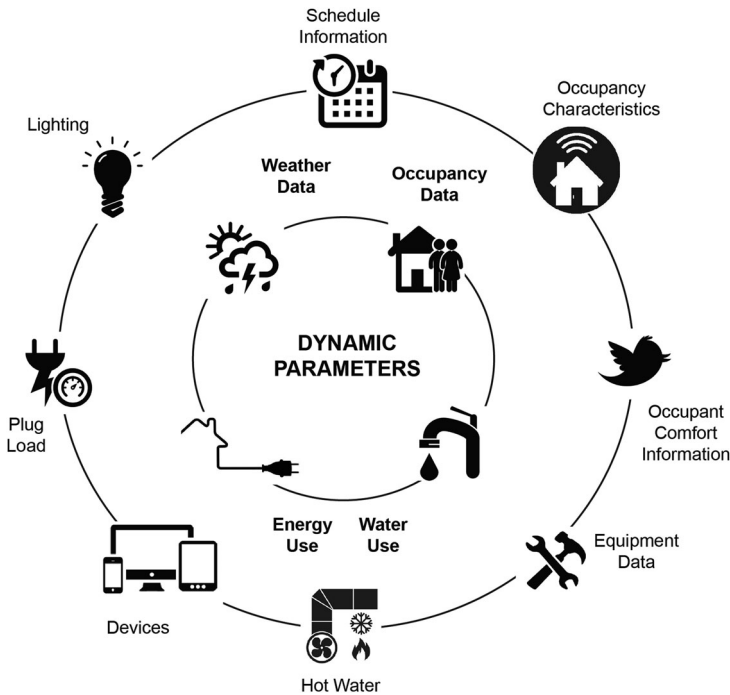 Schedule
Information
Occupancy
Characteristics
Lighting
Weather
Data
Occupancy
Data
DYNAMIC
PARAMETERS
Plug
Load
Occupant
Comfort
Information
Energy
Use
Water
Use
Equipment
Data
Devices
Hot Water